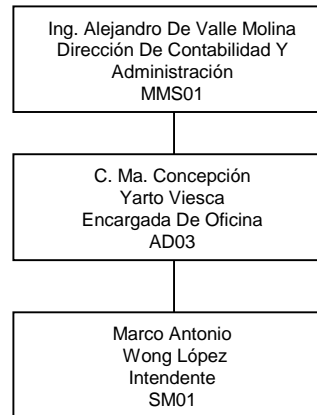 Ing. Alejandro De Valle Molina
Dirección De Contabilidad Y
Administración
MMS01
C. Ma. Concepción
Yarto Viesca
Encargada De Oficina
AD03
Marco Antonio
Wong López
Intendente
SM01